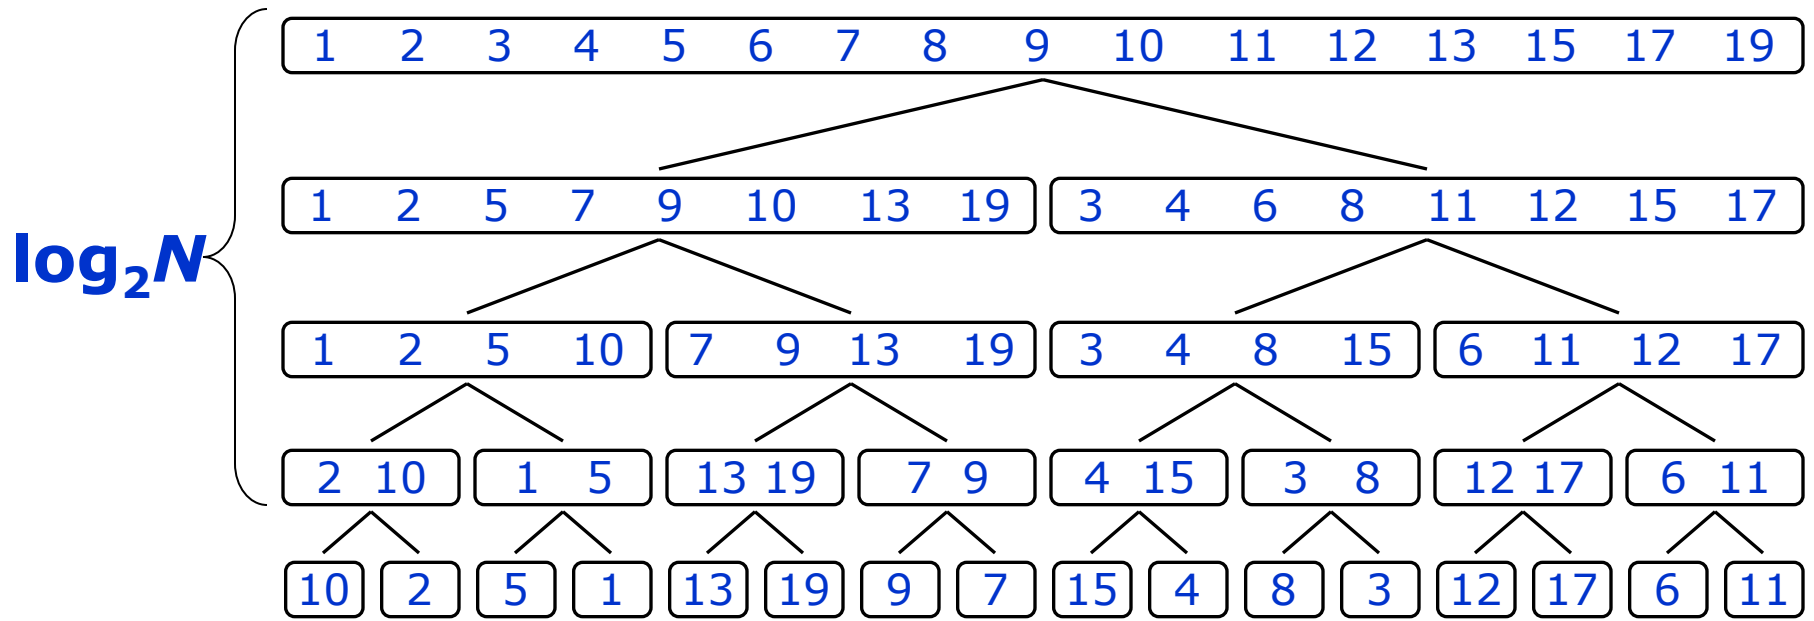 1 2 3 4 5 6 7 8 9 10 11 12 13 15 17 19
1 2 5 7 9 10 13 19 3 4 6 8 11 12 15 17
log₂N
1 2 5 10 7 9 13 19 3 4 8 15 6 11 12 17
2 10 1 5 13 19 7 9 4 15 3 8 12 17 6 11
10 2 5 1 13 19 9 7 15 4 8 3 12 17 6 11